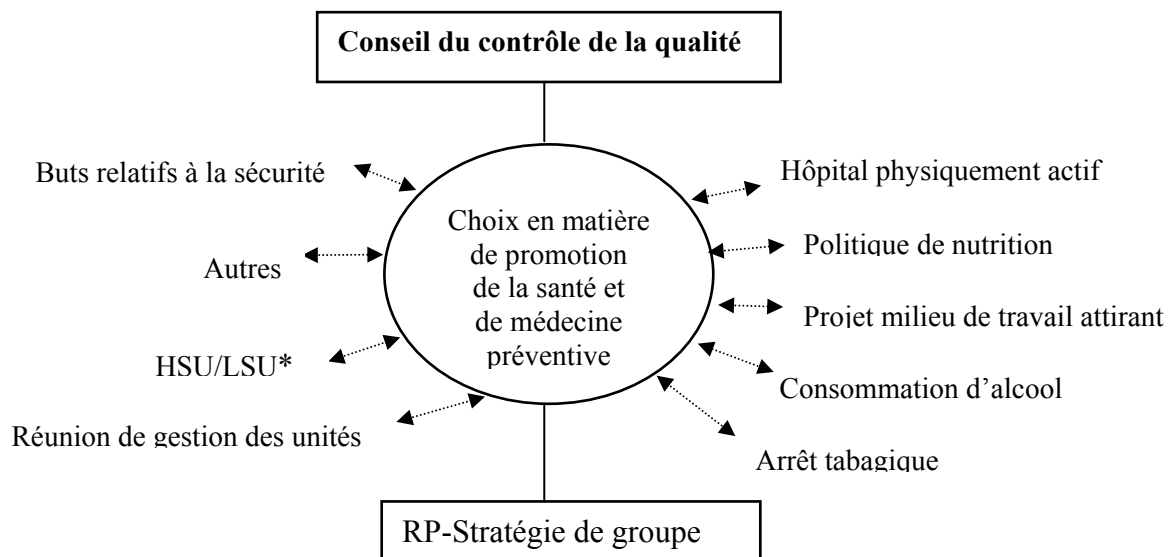 Conseil du contrôle de la qualité
Buts relatifs à la sécurité
Autres
HSU/LSU*
Réunion de gestion des unités
Choix en matière
de promotion
de la santé et
de médecine
préventive
Hôpital physiquement actif
Politique de nutrition
Projet milieu de travail attirant
Consommation d'alcool
Arrêt tabagique
RP-Stratégie de groupe